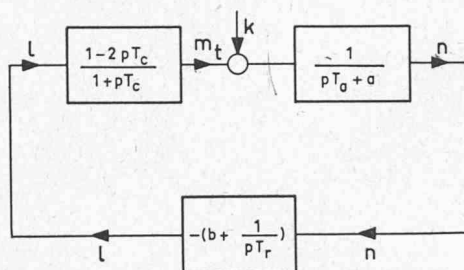 l
1-2 pT_c
1+pT_c
m_t
k
1
pT_a + a
n
-(b + 1/pT_r)
l
n